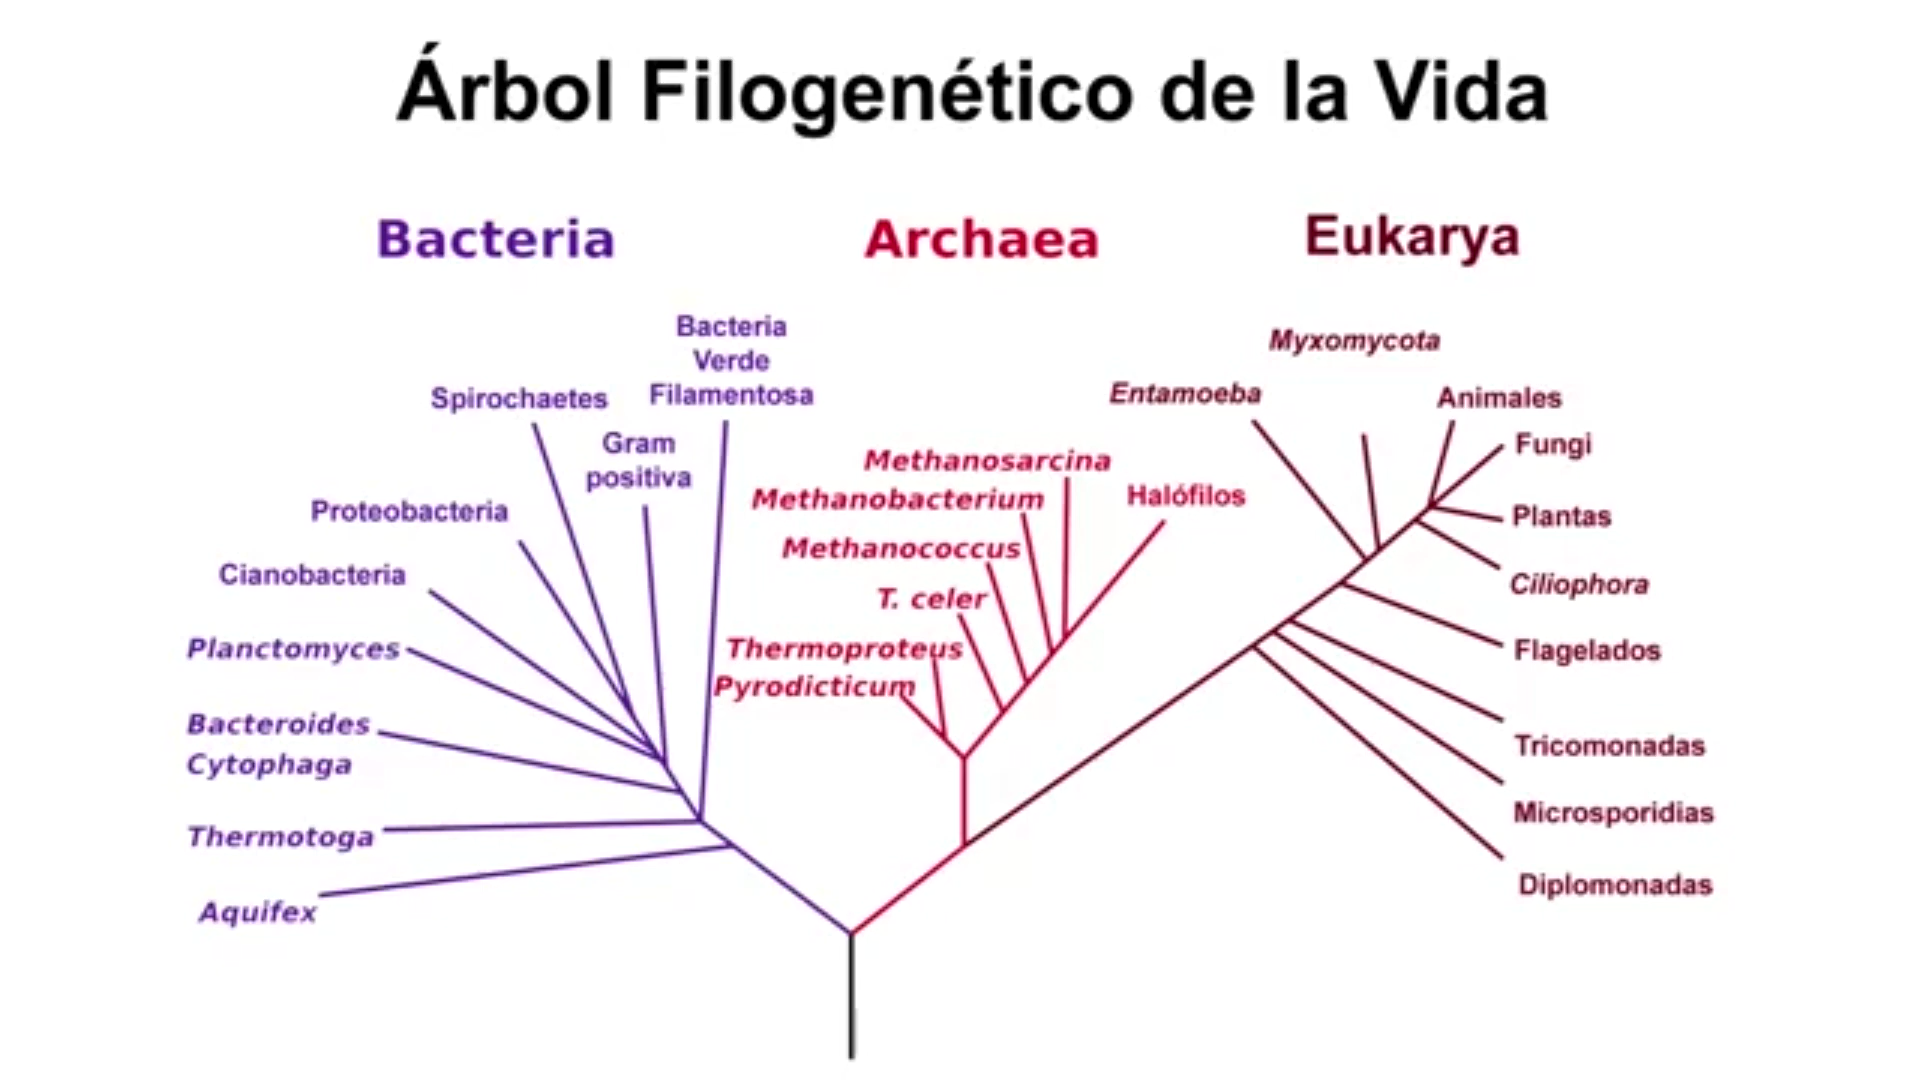 Árbol Filogenético de la Vida
Bacteria
Archaea
Eukarya
Bacteria
Verde
Filamentosa
Spirochaetes
Gram
positiva
Proteobacteria
Cianobacteria
Planctomyces
Bacteroides
Cytophaga
Thermotoga
Aquifex
Methanosarcina
Methanobacterium
Halófilos
Methanococcus
T. celer
Thermoproteus
Pyrodicticum
Myxomycota
Entamoeba
Animales
Fungi
Plantas
Ciliophora
Flagelados
Tricomonadas
Microsporidias
Diplomonadas